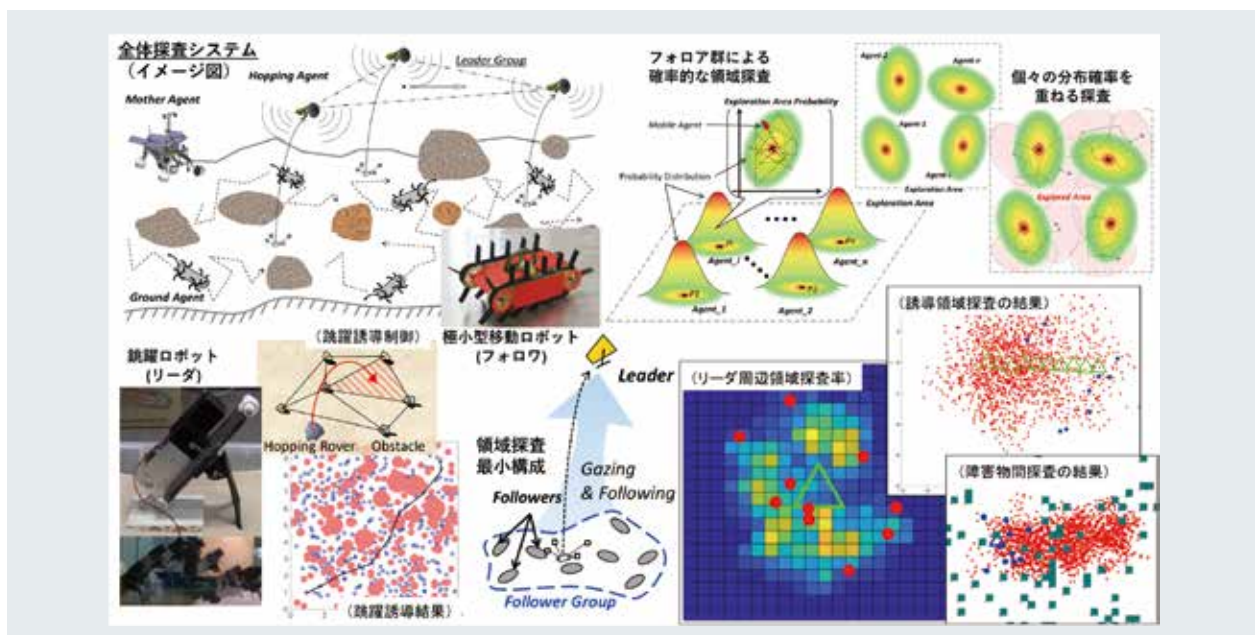 全体探査システム
(イメージ図)
Hopping Agent
Leader Group
Mother Agent
Ground Agent
フォロア群による
確率的な領域探査
Exploration Area Probability
Mobile Agent
Probability Distribution
Exploration Area
Agent_i
Agent_n
Agent_1
Agent_2
Exploration Area
個々の分布確率を
重ねる探査
Explored Area
跳躍ロボット
(リーダ)
(跳躍誘導制御)
Hopping Rover
Obstacle
(跳躍誘導結果)
極小型移動ロボット
(フォロワ)
Leader
領域探査
最小構成
Gazing
& Following
Followers
Follower Group
(リーダ周辺領域探査率)
(誘導領域探査の結果)
(障害物間探査の結果)